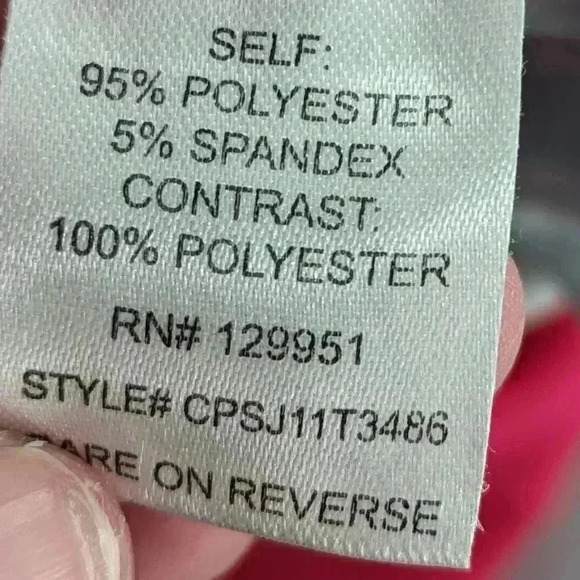 SELF:
95% POLYESTER
5% SPANDEX
CONTRAST:
100% POLYESTER
RN# 129951
STYLE# CPSJ11T3486
CARE ON REVERSE